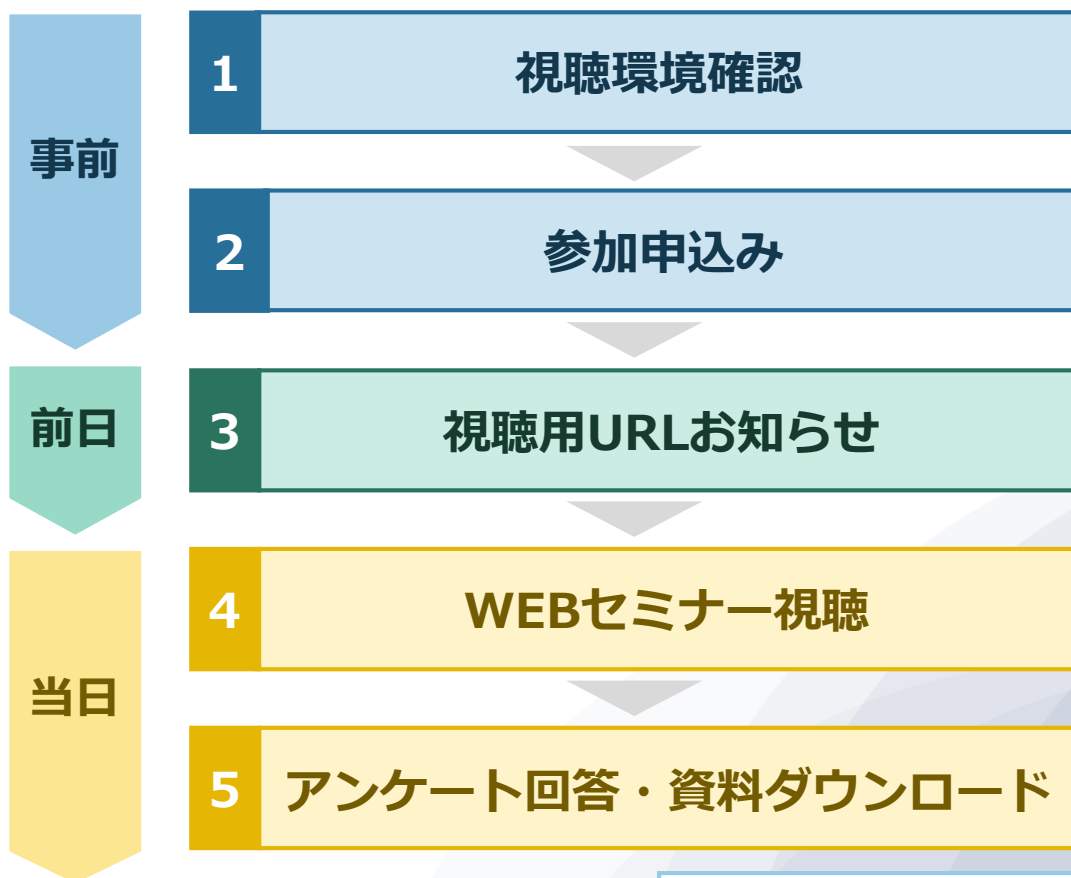 事前
1 視聴環境確認
2 参加申込み
前日
3 視聴用URLお知らせ
当日
4 WEBセミナー視聴
5 アンケート回答・資料ダウンロード